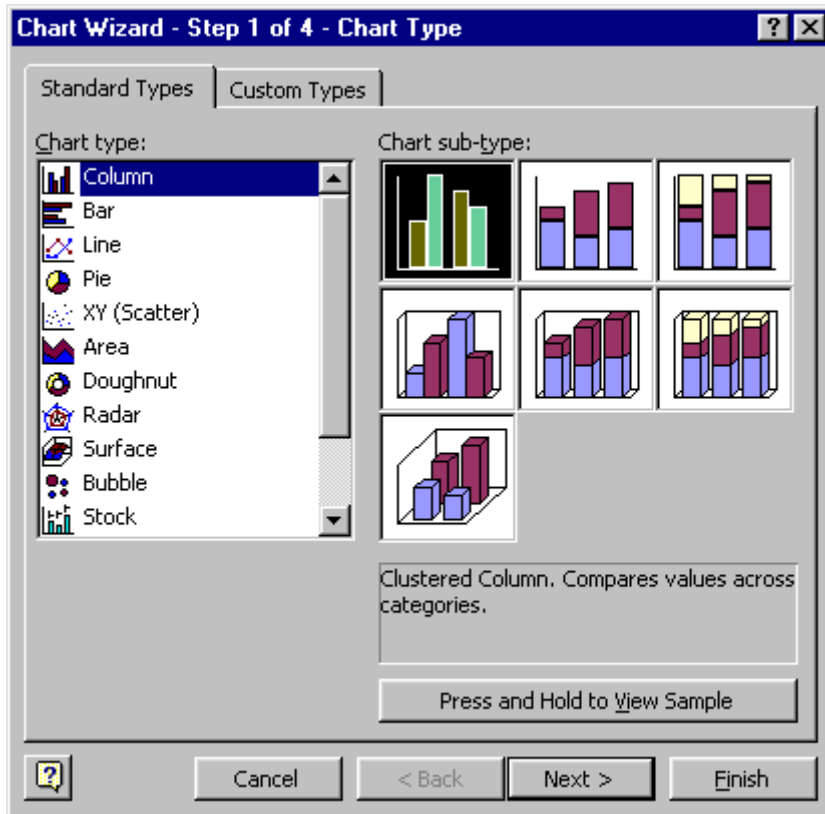 Chart Wizard - Step 1 of 4 - Chart Type
Standard Types
Custom Types
Chart type:
Column
Bar
Line
Pie
XY (Scatter)
Area
Doughnut
Radar
Surface
Bubble
Stock
Chart sub-type:
Clustered Column. Compares values across
categories.
Press and Hold to View Sample
Cancel
< Back
Next >
Finish